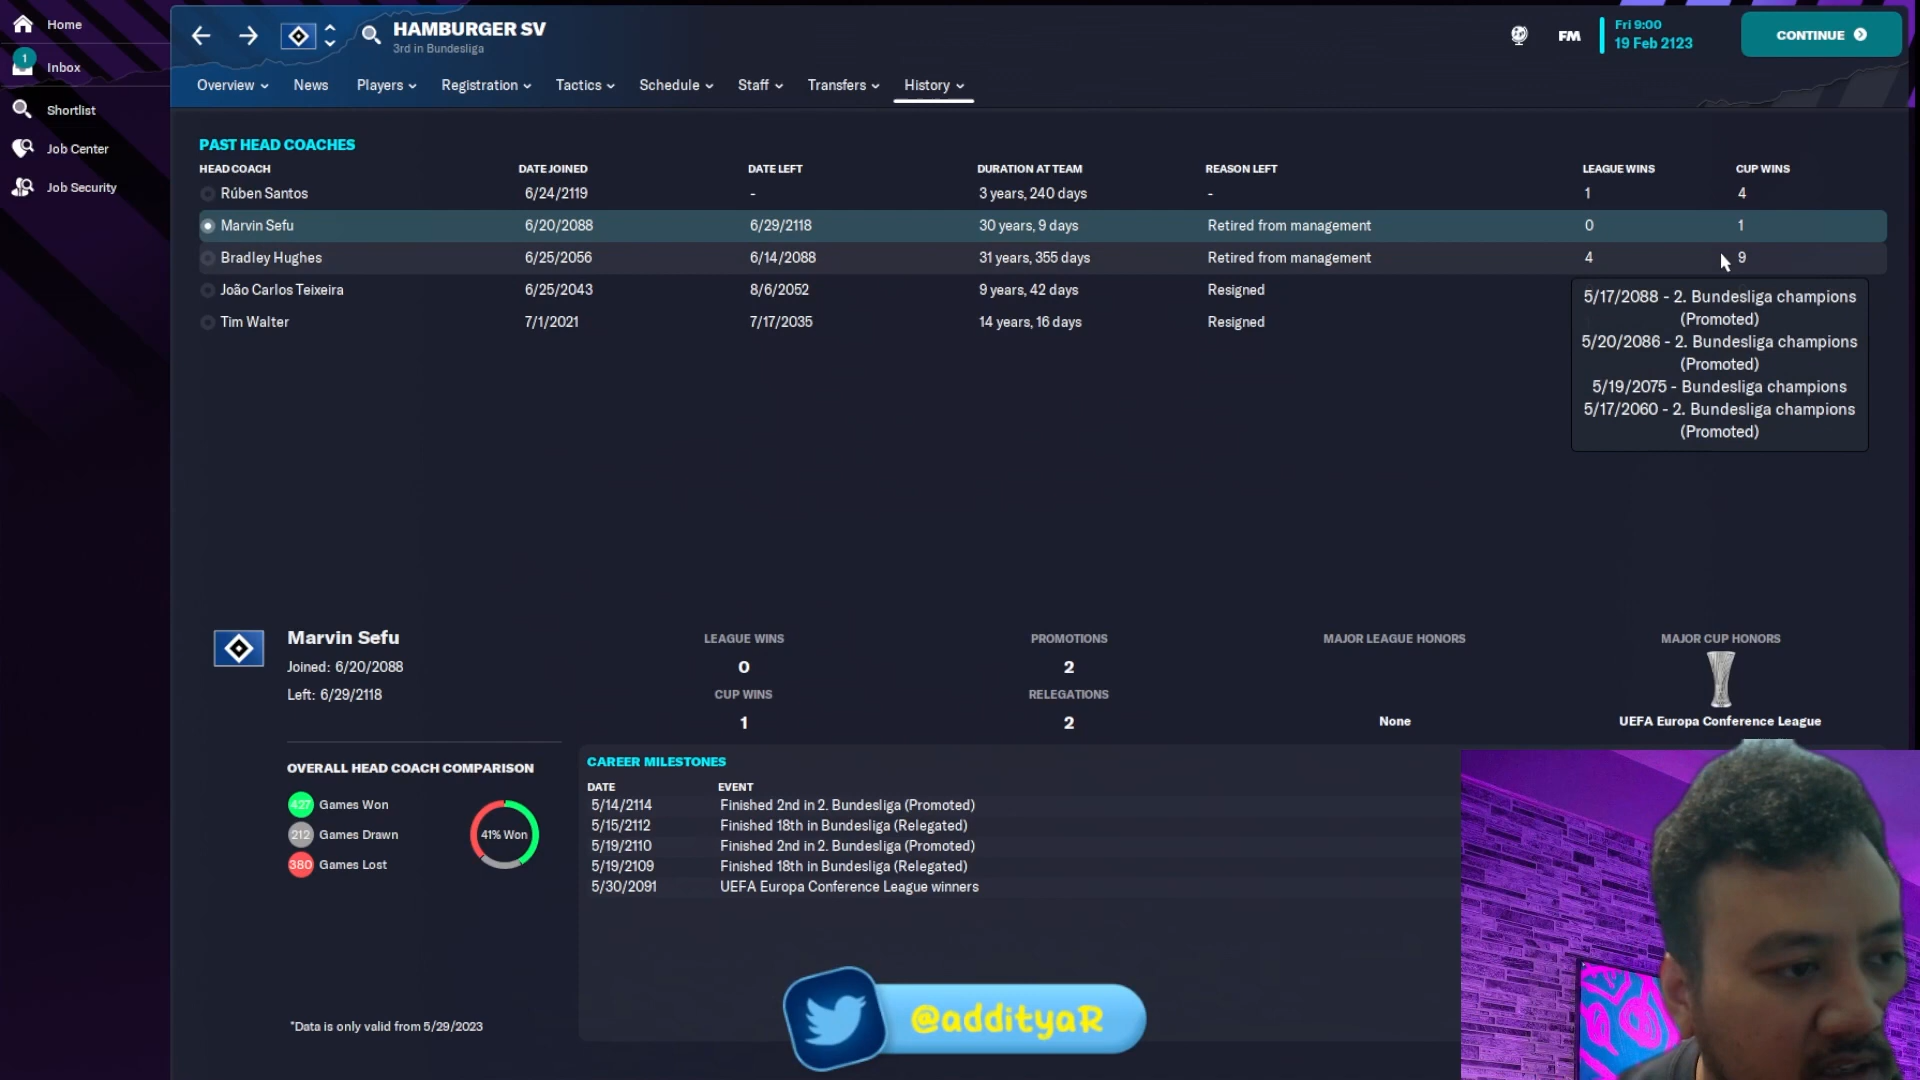 Home
1
Inbox
Shortlist
Job Center
Job Security
HAMBURGER SV
3rd in Bundesliga
FM
Fri 9:00
19 Feb 2123
CONTINUE
Overview
News
Players
Registration
Tactics
Schedule
Staff
Transfers
History
PAST HEAD COACHES
HEAD COACH DATE JOINED DATE LEFT DURATION AT TEAM REASON LEFT LEAGUE WINS CUP WINS
Rúben Santos 6/24/2119 - 3 years, 240 days - 1 4
Marvin Sefu 6/20/2088 6/29/2118 30 years, 9 days Retired from management 0 1
Bradley Hughes 6/25/2056 6/14/2088 31 years, 355 days Retired from management 4 9
João Carlos Teixeira 6/25/2043 8/6/2052 9 years, 42 days Resigned
Tim Walter 7/1/2021 7/17/2035 14 years, 16 days Resigned
5/17/2088 - 2. Bundesliga champions
(Promoted)
5/20/2086 - 2. Bundesliga champions
(Promoted)
5/19/2075 - Bundesliga champions
5/17/2060 - 2. Bundesliga champions
(Promoted)
Marvin Sefu
Joined: 6/20/2088
Left: 6/29/2118
LEAGUE WINS
0
CUP WINS
1
PROMOTIONS
2
RELEGATIONS
2
MAJOR LEAGUE HONORS
None
MAJOR CUP HONORS
UEFA Europa Conference League
OVERALL HEAD COACH COMPARISON
427 Games Won
212 Games Drawn
380 Games Lost
41% Won
*Data is only valid from 5/29/2023
CAREER MILESTONES
DATE EVENT
5/14/2114 Finished 2nd in 2. Bundesliga (Promoted)
5/15/2112 Finished 18th in Bundesliga (Relegated)
5/19/2110 Finished 2nd in 2. Bundesliga (Promoted)
5/19/2109 Finished 18th in Bundesliga (Relegated)
5/30/2091 UEFA Europa Conference League winners
@addityaR